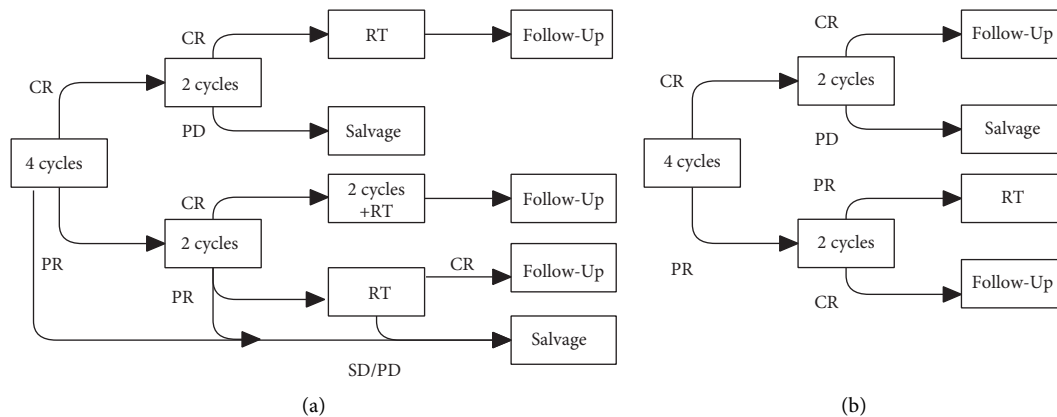 CR
RT
Follow-Up
CR
2 cycles
PD
Salvage
4 cycles
CR
2 cycles
+RT
Follow-Up
2 cycles
PR
PR
RT
CR
Follow-Up
Salvage
SD/PD
(a)
CR
Follow-Up
CR
2 cycles
PD
Salvage
4 cycles
PR
RT
2 cycles
PR
CR
Follow-Up
(b)